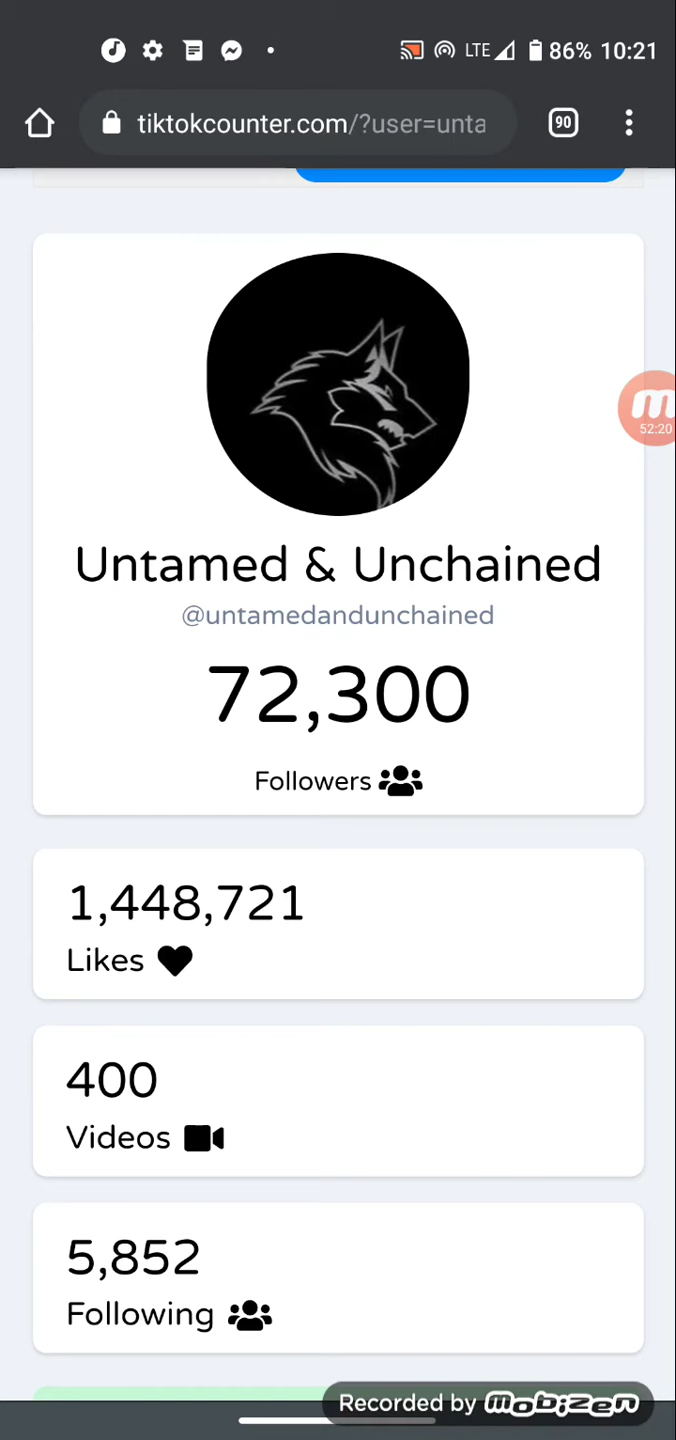 LTE 86% 10:21
tiktokcounter.com/?user=unta
90
52:20
Untamed & Unchained
@untamedandunchained
72,300
Followers
1,448,721
Likes
400
Videos
5,852
Following
Recorded by mobizen